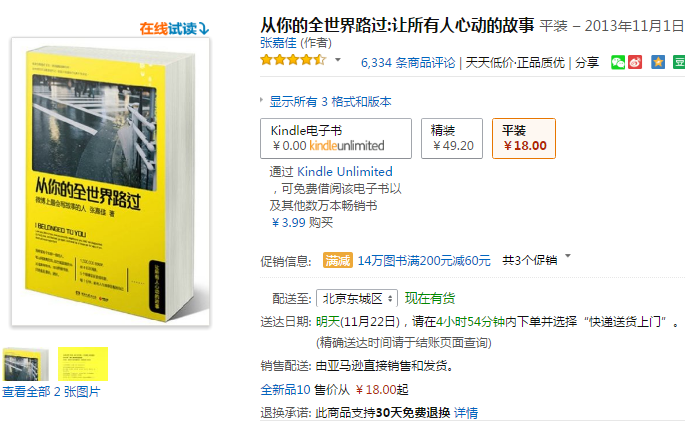 在线试读
从你的全世界路过
微博上最会写故事的人 张嘉佳 著
I BELONGED TO YOU
让所有人心动的故事
查看全部 2 张图片
从你的全世界路过:让所有人心动的故事 平装 – 2013年11月1日
张嘉佳 (作者)
6,334 条商品评论 | 天天低价·正品质优 | 分享
显示所有 3 格式和版本
Kindle电子书
¥0.00 kindleunlimited
精装
¥49.20
平装
¥18.00
通过 Kindle Unlimited
，可免费借阅该电子书以
及其他数万本畅销书
¥3.99 购买
促销信息: 满减 14万图书满200元减60元 共3个促销
配送至: 北京东城区 现在有货
送达日期: 明天(11月22日)，请在4小时54分钟内下单并选择“快递送货上门”。
(精确送达时间请于结账页面查询)
销售配送: 由亚马逊直接销售和发货。
全新品10 售价从 ¥18.00起
退换承诺: 此商品支持30天免费退换 详情